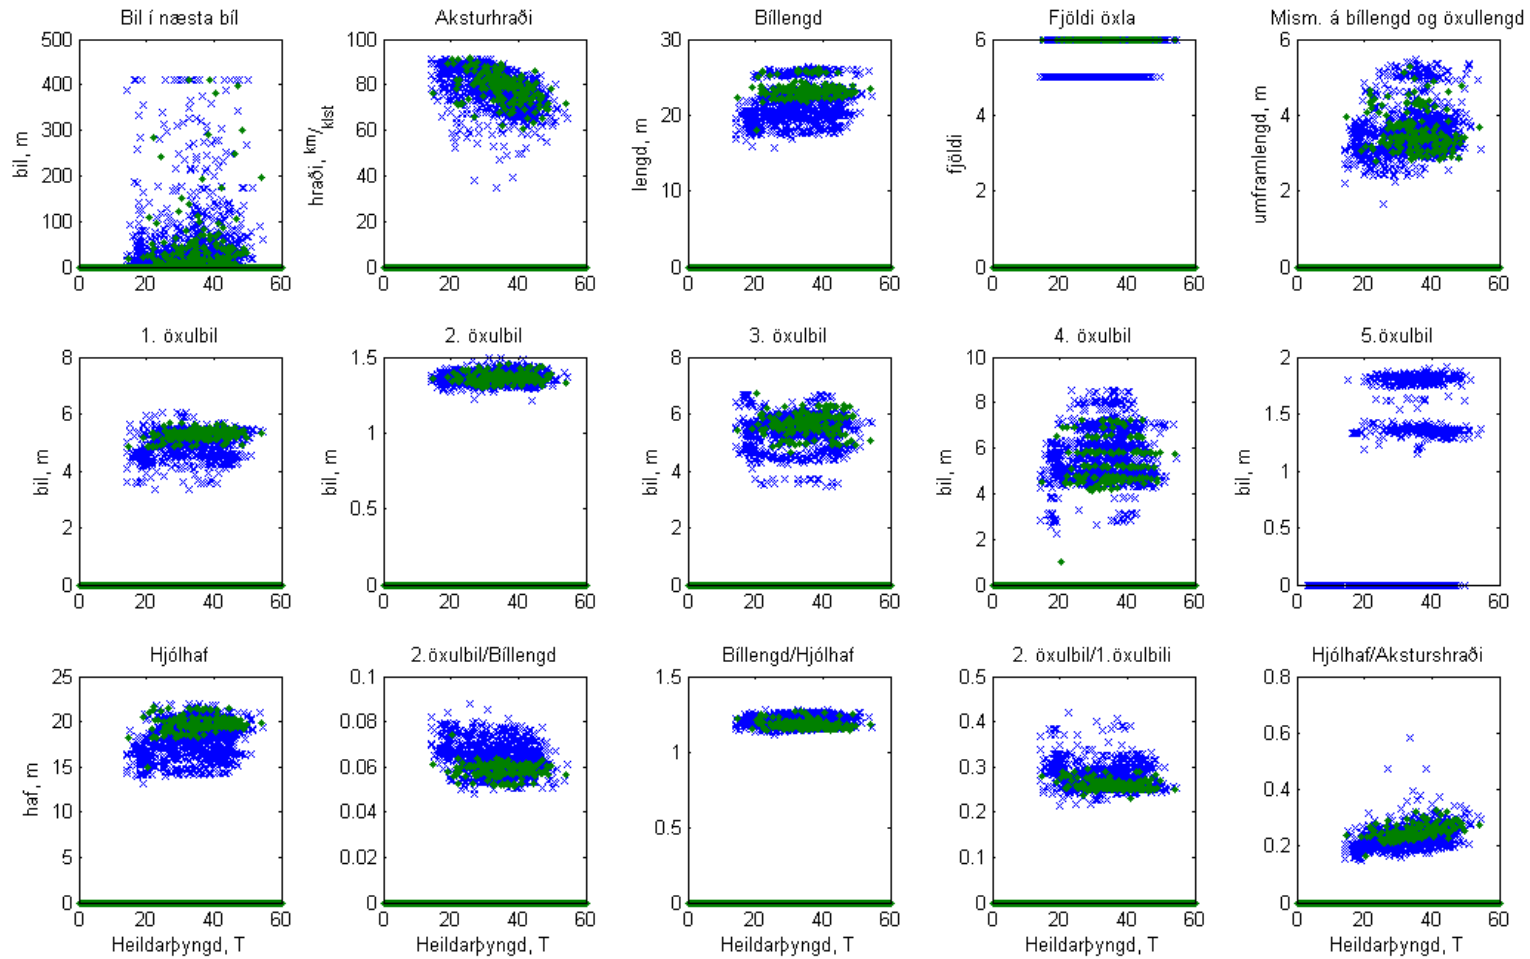 Bil í næsta bíl
Aksturhraði
Bíllengd
Fjöldi öxla
Mism. á bíllengd og öxullengd
500
400
300
200
100
0
0 20 40 60
bil, m
100
80
60
40
20
0
0 20 40 60
hraði, km/klst
30
20
10
0
0 20 40 60
lengd, m
6
4
2
0
0 20 40 60
fjöldi
6
4
2
0
0 20 40 60
umframlengd, m
1. öxulbil
2. öxulbil
3. öxulbil
4. öxulbil
5.öxulbil
8
6
4
2
0
0 20 40 60
bil, m
1.5
1
0.5
0
0 20 40 60
bil, m
8
6
4
2
0
0 20 40 60
bil, m
10
8
6
4
2
0
0 20 40 60
bil, m
2
1.5
1
0.5
0
0 20 40 60
bil, m
Hjólhaf
2.öxulbil/Bíllengd
Bíllengd/Hjólhaf
2. öxulbil/1.öxulbili
Hjólhaf/Aksturshraði
25
20
15
10
5
0
0 20 40 60
haf, m
Heildarþyngd, T
0.1
0.08
0.06
0.04
0.02
0
0 20 40 60
Heildarþyngd, T
1.5
1
0.5
0
0 20 40 60
Heildarþyngd, T
0.5
0.4
0.3
0.2
0.1
0
0 20 40 60
Heildarþyngd, T
0.8
0.6
0.4
0.2
0
0 20 40 60
Heildarþyngd, T